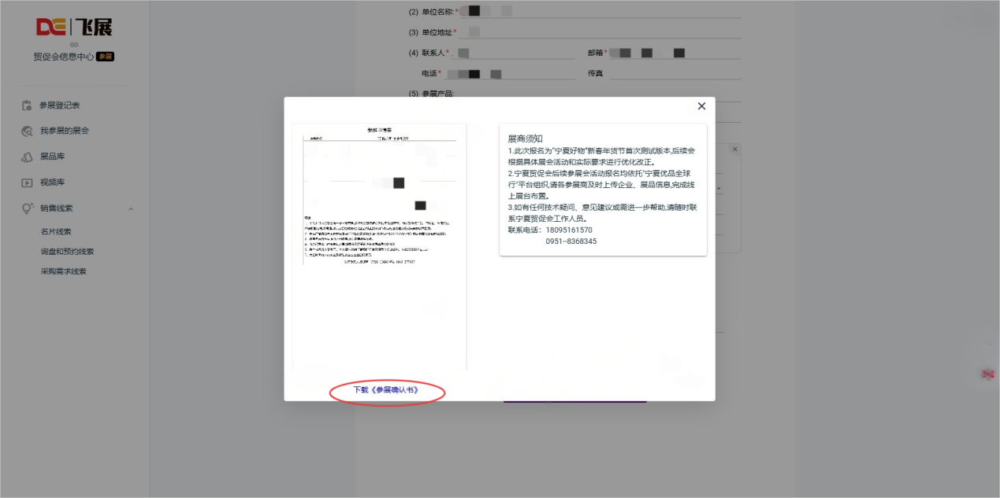 DE|飞展
贸促会信息中心 参展
参展登记表
我参展的展会
展品库
视频库
销售线索
名片线索
询盘和预约线索
采购需求线索
(2) 单位名称:*
(3) 单位地址*
(4) 联系人*
邮箱*
电话*
传真
(5) 参展产品:
展商须知
1.此次报名为“宁夏好物”新春年货节首次测试版本,后续会
根据具体展会活动和实际要求进行优化改正。
2.宁夏贸促会后续参展会活动报名均依托“宁夏优品全球
行”平台组织,请各参展商及时上传企业、展品信息,完成线
上展台布置。
3.如有任何技术疑问、意见建议或需进一步帮助,请随时联
系宁夏贸促会工作人员。
联系电话：18095161570
0951--8368345
下载《参展确认书》